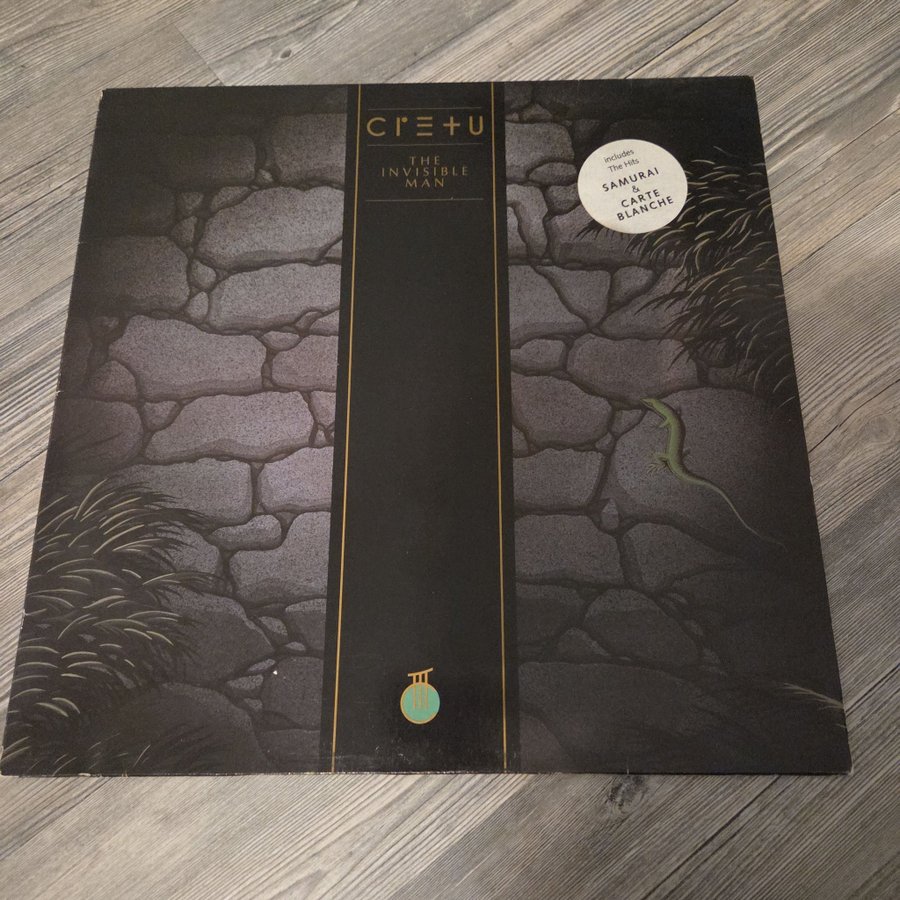 CRETU
THE
INVISIBLE
MAN
includes
The Hits
SAMURAI
&
CARTE
BLANCHE